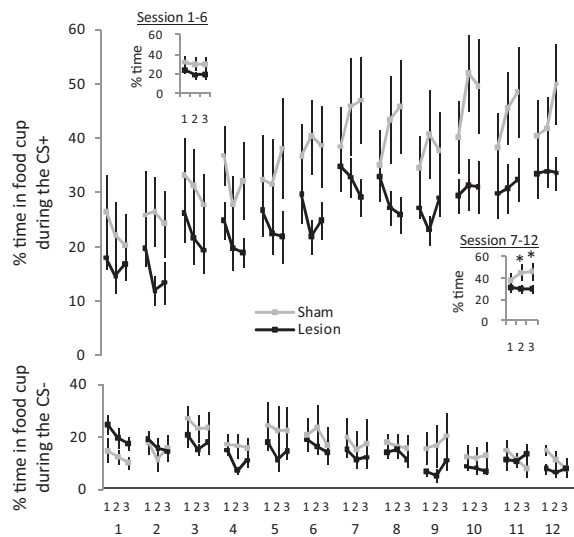 Session 1-6
% time
60
40
20
0
1 2 3
% time in food cup
during the CS+
60
50
40
30
20
10
0
Session 7-12
% time
60
40
20
0
* *
1 2 3
Sham
Lesion
% time in food cup
during the CS-
40
20
0
1 2 3 1 2 3 1 2 3 1 2 3 1 2 3 1 2 3 1 2 3 1 2 3 1 2 3 1 2 3 1 2 3 1 2 3
1 2 3 4 5 6 7 8 9 10 11 12